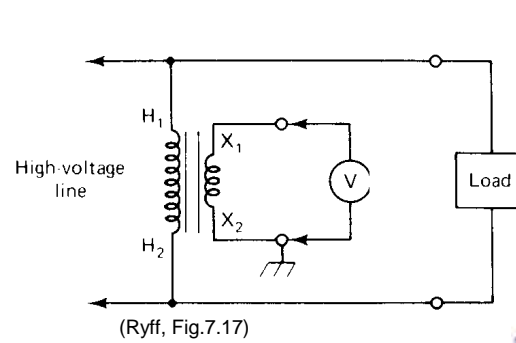 H1
X1
High-voltage
line
V
Load
X2
H2
(Ryff, Fig.7.17)